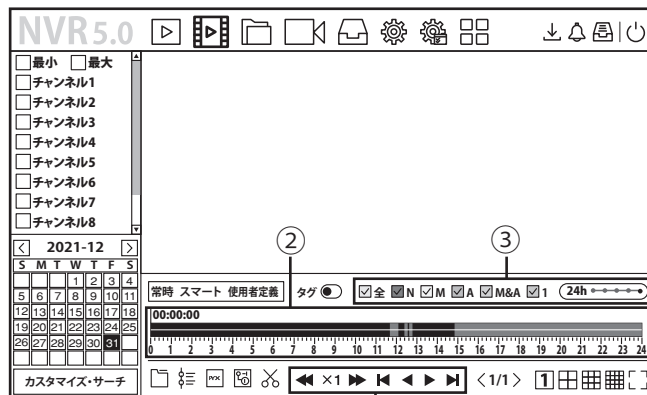 NVR 5.0
最小 最大
チャンネル1
チャンネル2
チャンネル3
チャンネル4
チャンネル5
チャンネル6
チャンネル7
チャンネル8
2021-12
S M T W T F S
1 2 3 4
5 6 7 8 9 10 11
12 13 14 15 16 17 18
19 20 21 22 23 24 25
26 27 28 29 30 31
カスタマイズ・サーチ
② ③
常時 スマート 使用者定義 タグ 全 N M A M&A 1 24h
00:00:00
0 1 2 3 4 5 6 7 8 9 10 11 12 13 14 15 16 17 18 19 20 21 22 23 24
×1 <1/1> 1